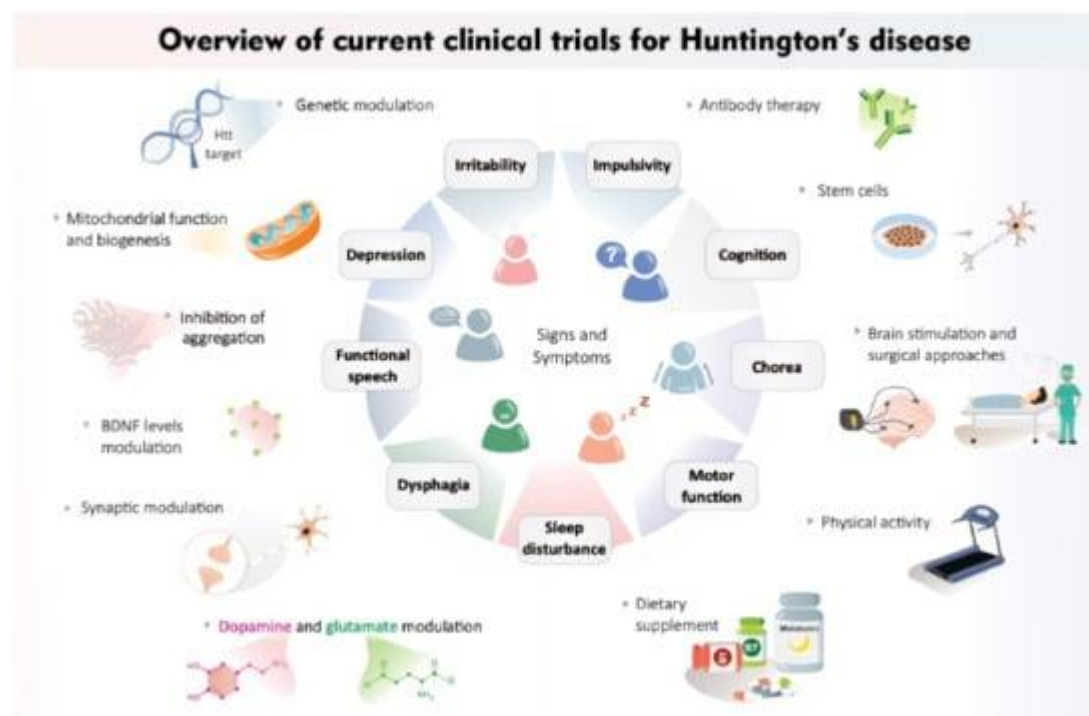 Overview of current clinical trials for Huntington's disease
Genetic modulation
Htt
target
Antibody therapy
Irritability
Impulsivity
Stem cells
Mitochondrial function
and biogenesis
Depression
Cognition
?
Inhibition of
aggregation
Functional
speech
Signs and
Symptoms
Chorea
Brain stimulation and
surgical approaches
z z Z
BDNF levels
modulation
Dysphagia
Motor
function
Sleep
disturbance
Synaptic modulation
Physical activity
Dopamine and glutamate modulation
Dietary
supplement
B7